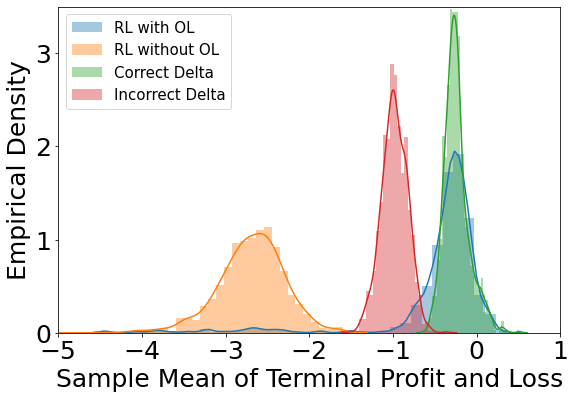 RL with OL
RL without OL
Correct Delta
Incorrect Delta
Empirical Density
3
2
1
0
−5 −4 −3 −2 −1 0 1
Sample Mean of Terminal Profit and Loss